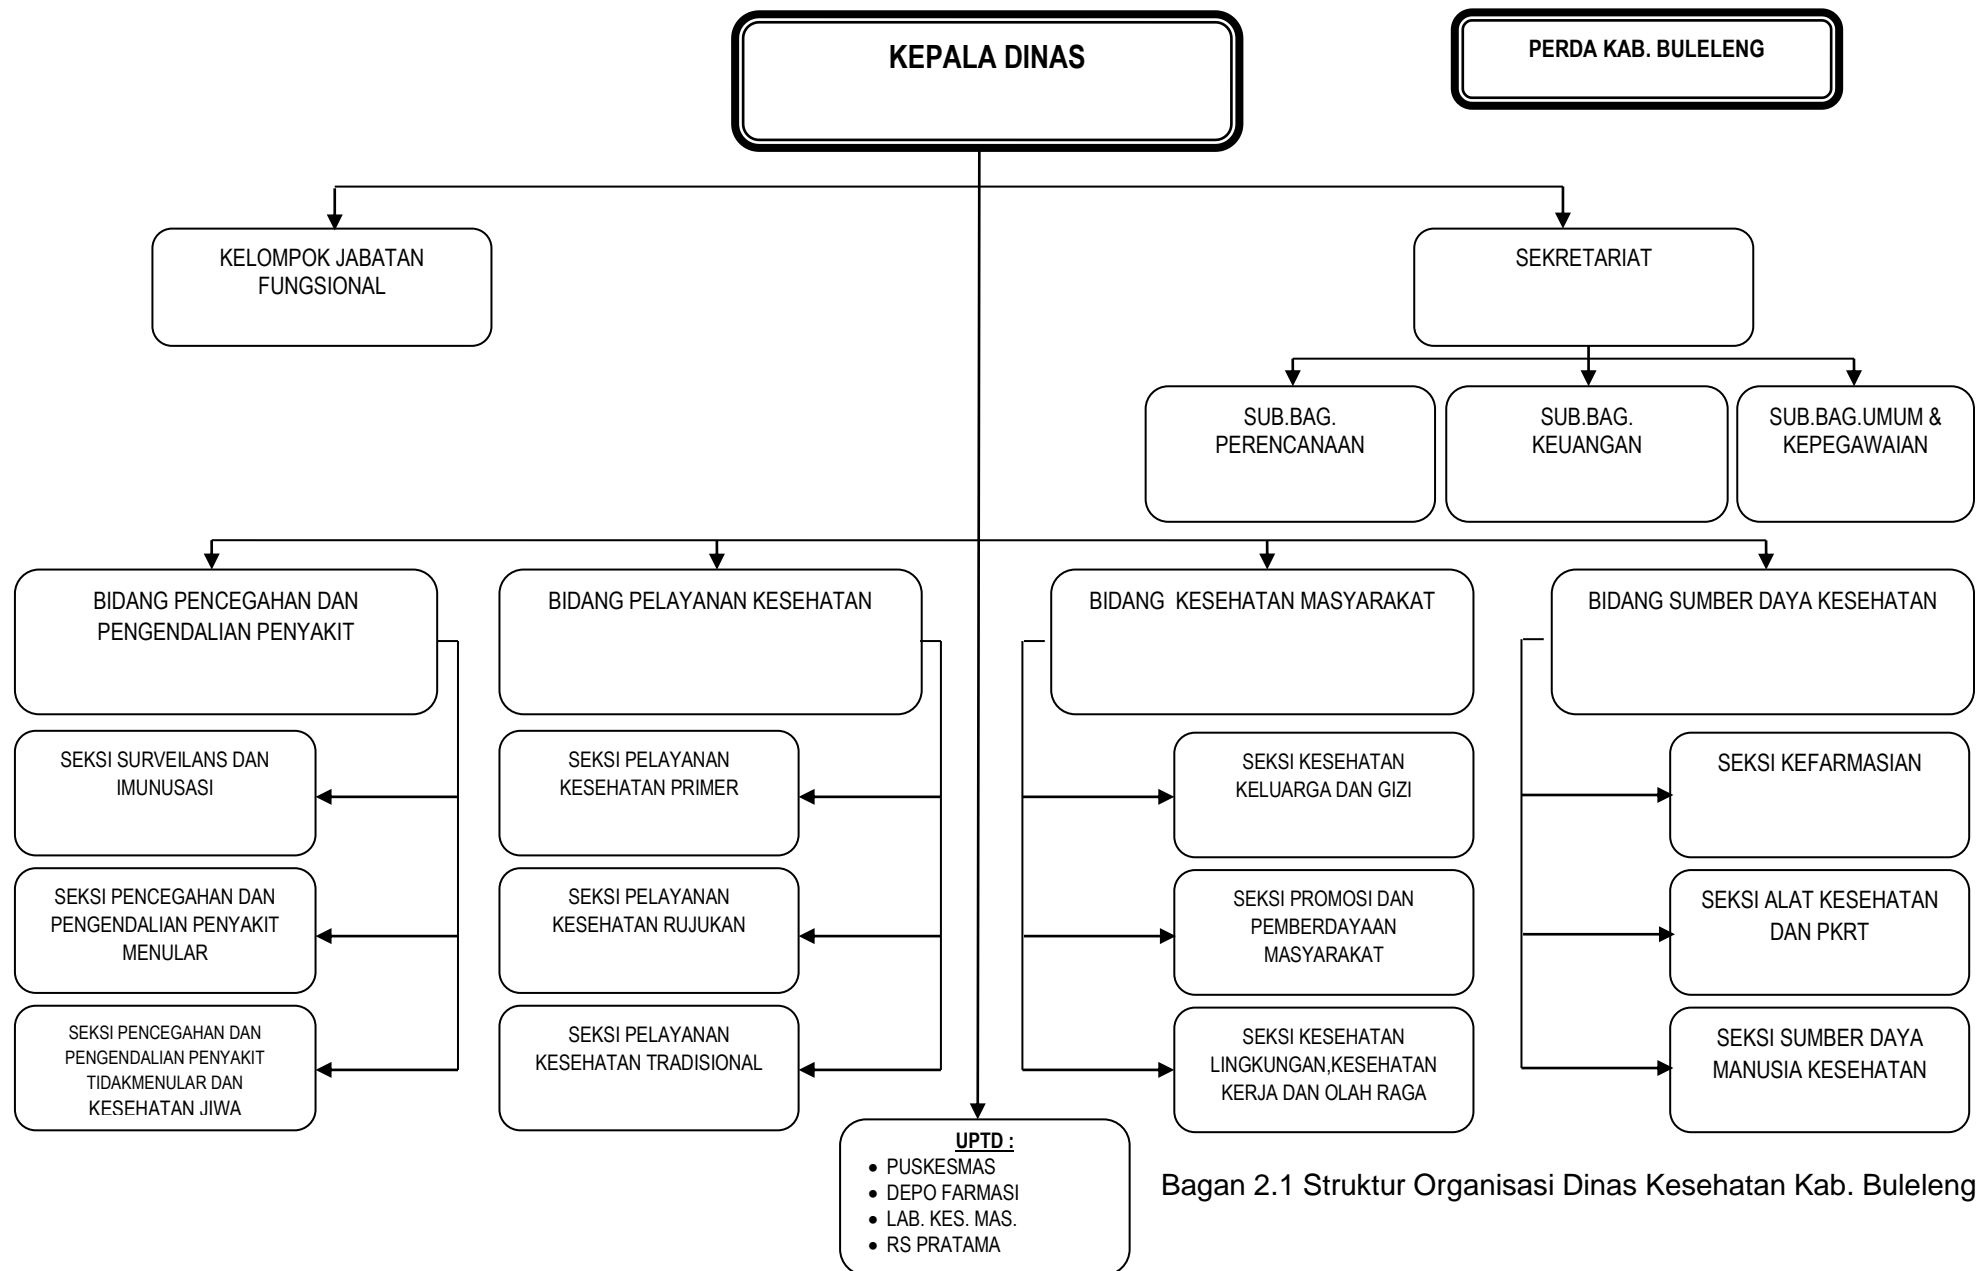 KEPALA DINAS
PERDA KAB. BULELENG
KELOMPOK JABATAN
FUNGSIONAL
SEKRETARIAT
SUB.BAG.
PERENCANAAN
SUB.BAG.
KEUANGAN
SUB.BAG.UMUM &
KEPEGAWAIAN
BIDANG PENCEGAHAN DAN
PENGENDALIAN PENYAKIT
BIDANG PELAYANAN KESEHATAN
BIDANG KESEHATAN MASYARAKAT
BIDANG SUMBER DAYA KESEHATAN
SEKSI SURVEILANS DAN
IMUNUSASI
SEKSI PELAYANAN
KESEHATAN PRIMER
SEKSI KESEHATAN
KELUARGA DAN GIZI
SEKSI KEFARMASIAN
SEKSI PENCEGAHAN DAN
PENGENDALIAN PENYAKIT
MENULAR
SEKSI PELAYANAN
KESEHATAN RUJUKAN
SEKSI PROMOSI DAN
PEMBERDAYAAN
MASYARAKAT
SEKSI ALAT KESEHATAN
DAN PKRT
SEKSI PENCEGAHAN DAN
PENGENDALIAN PENYAKIT
TIDAKMENULAR DAN
KESEHATAN JIWA
SEKSI PELAYANAN
KESEHATAN TRADISIONAL
SEKSI KESEHATAN
LINGKUNGAN,KESEHATAN
KERJA DAN OLAH RAGA
SEKSI SUMBER DAYA
MANUSIA KESEHATAN
UPTD :
• PUSKESMAS
• DEPO FARMASI
• LAB. KES. MAS.
• RS PRATAMA
Bagan 2.1 Struktur Organisasi Dinas Kesehatan Kab. Buleleng